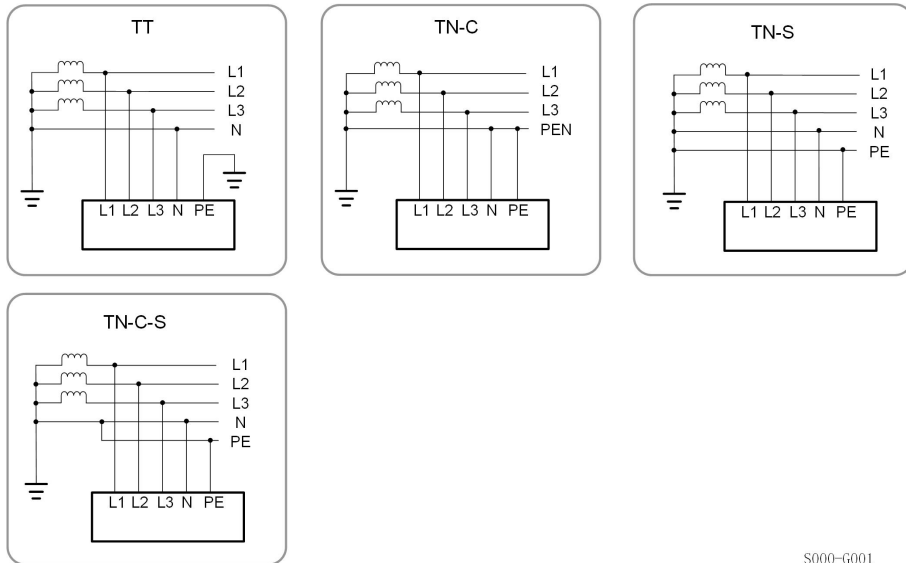 TT
L1
L2
L3
N
L1 L2 L3 N PE
TN-C
L1
L2
L3
PEN
L1 L2 L3 N PE
TN-S
L1
L2
L3
N
PE
L1 L2 L3 N PE
TN-C-S
L1
L2
L3
N
PE
L1 L2 L3 N PE
S000-G001